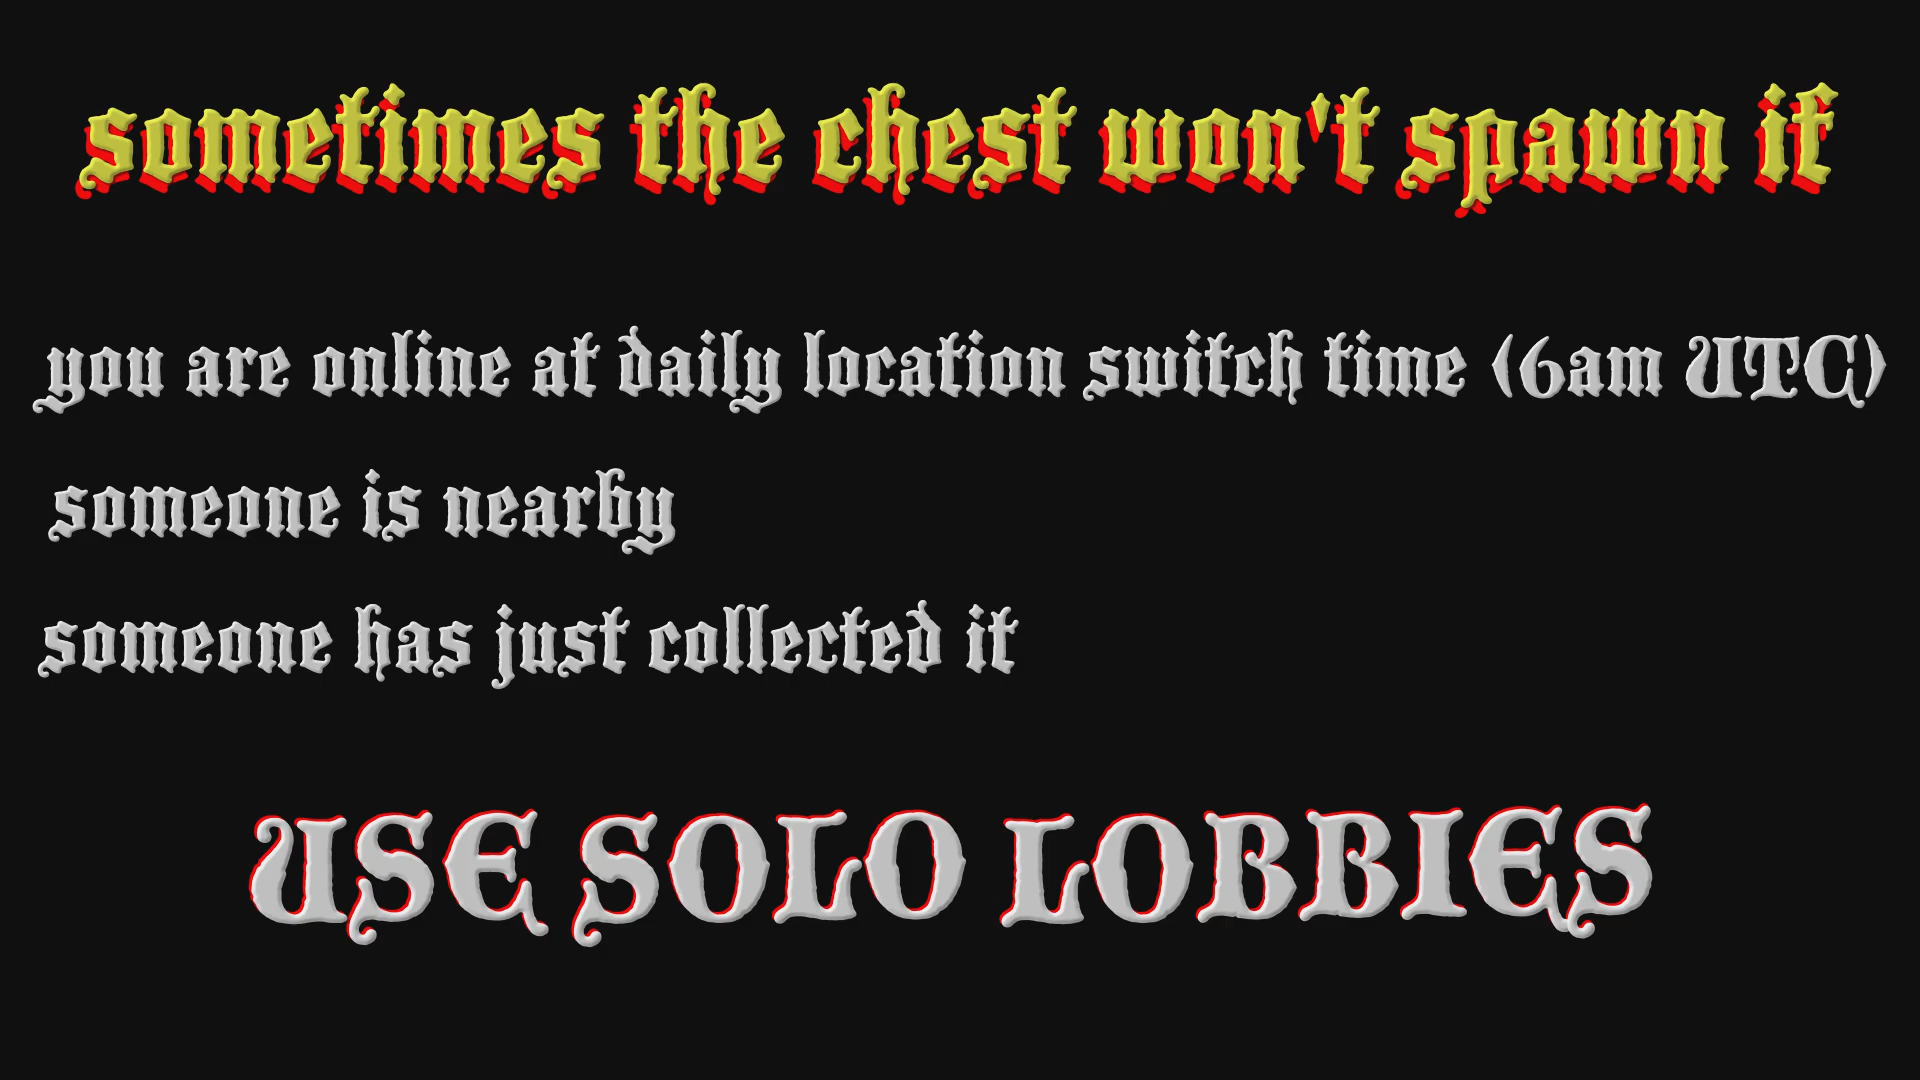 sometimes the chest won't spawn if
you are online at daily location switch time (6am UTC)
someone is nearby
someone has just collected it
USE SOLO LOBBIES